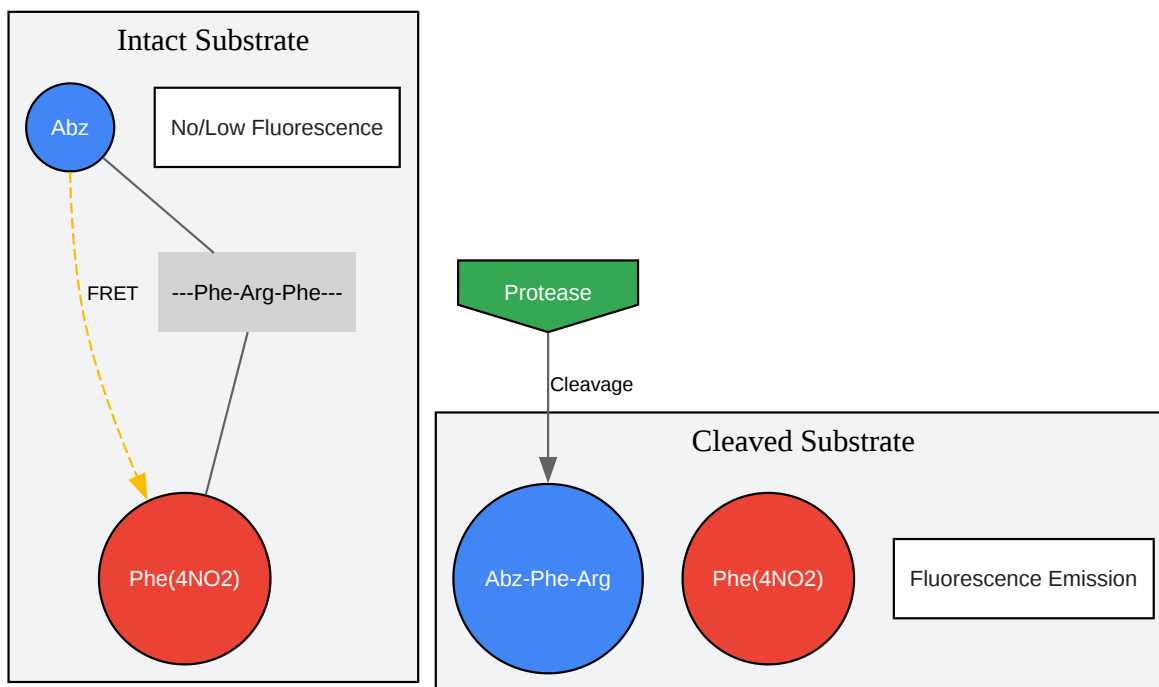 Intact Substrate
Abz
No/Low Fluorescence
FRET
---Phe-Arg-Phe---
Phe(4NO2)
Protease
Cleavage
Cleaved Substrate
Abz-Phe-Arg
Phe(4NO2)
Fluorescence Emission